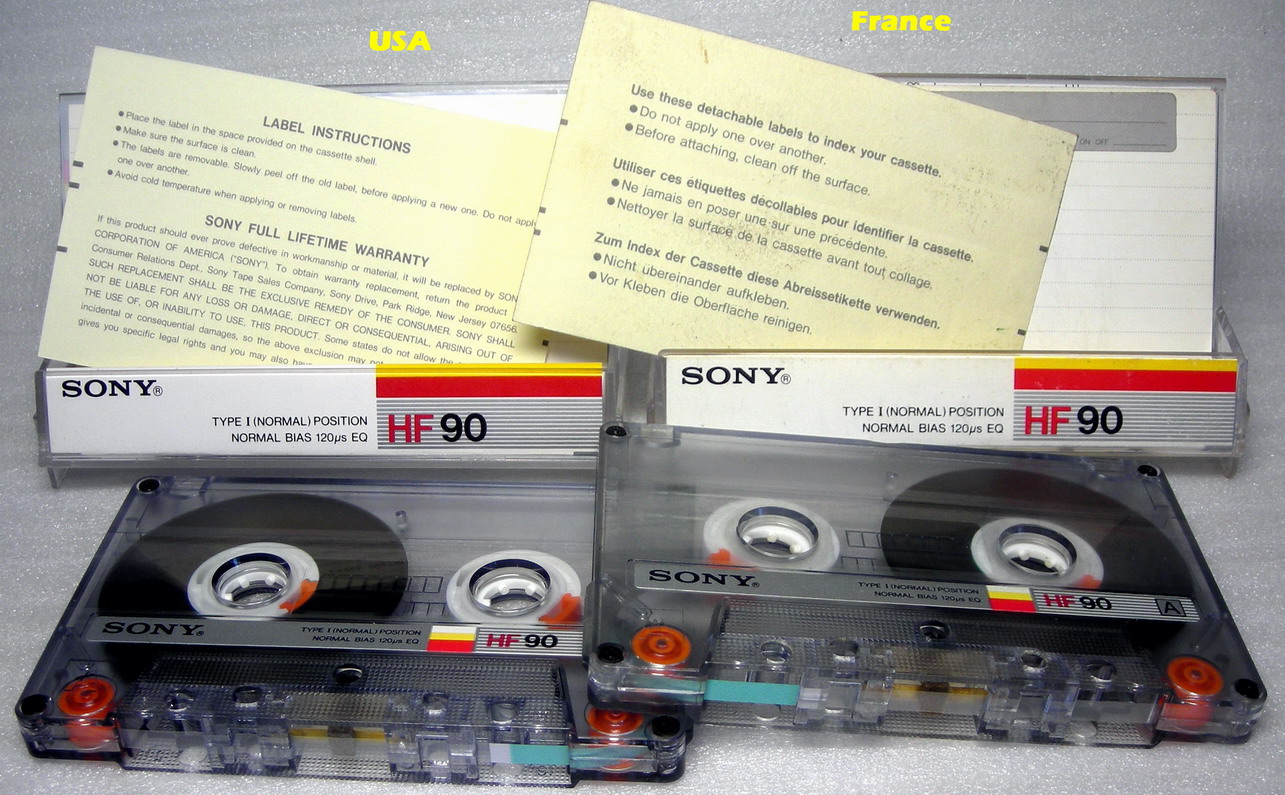 USA
France
LABEL INSTRUCTIONS
●Place the label in the space provided on the cassette shell.
●Make sure the surface is clean.
●The labels are removable. Slowly peel off the old label, before applying a new one. Do not
one over another.
●Avoid cold temperature when applying or removing labels.
SONY FULL LIFETIME WARRANTY
If this product should ever prove defective in workmanship or material, it will be replaced by
CORPORATION OF AMERICA ("SONY"). To obtain warranty replacement, return the product
Consumer Relations Dept., Sony Tape Sales Company, Sony Drive, Park Ridge, New Jersey 07656.
SUCH REPLACEMENT SHALL BE THE EXCLUSIVE REMEDY OF THE CONSUMER. SONY SHALL
NOT BE LIABLE FOR ANY LOSS OR DAMAGE, DIRECT OR CONSEQUENTIAL, ARISING OUT OF
THE USE OF, OR INABILITY TO USE, THIS PRODUCT. Some states do not allow the
incidental or consequential damages, so the above exclusion may not
gives you specific legal rights and you may also
Use these detachable labels to index your cassette.
●Do not apply one over another.
●Before attaching, clean off the surface.
Utiliser ces étiquettes décollables pour identifier la cassette.
●Ne jamais en poser une sur une précédente.
●Nettoyer la surface de la cassette avant tout collage.
Zum Index der Cassette diese Abreissetikette verwenden.
●Nicht übereinander aufkleben.
●Vor Kleben die Oberfläche reinigen.
ON OFF
SONY®
TYPE I (NORMAL) POSITION
NORMAL BIAS 120µs EQ
HF 90
SONY®
TYPE I (NORMAL) POSITION
NORMAL BIAS 120µs EQ
HF 90
SONY®
TYPE I (NORMAL) POSITION
NORMAL BIAS 120µs EQ
HF 90
SONY®
TYPE I (NORMAL) POSITION
NORMAL BIAS 120µs EQ
HF 90
A